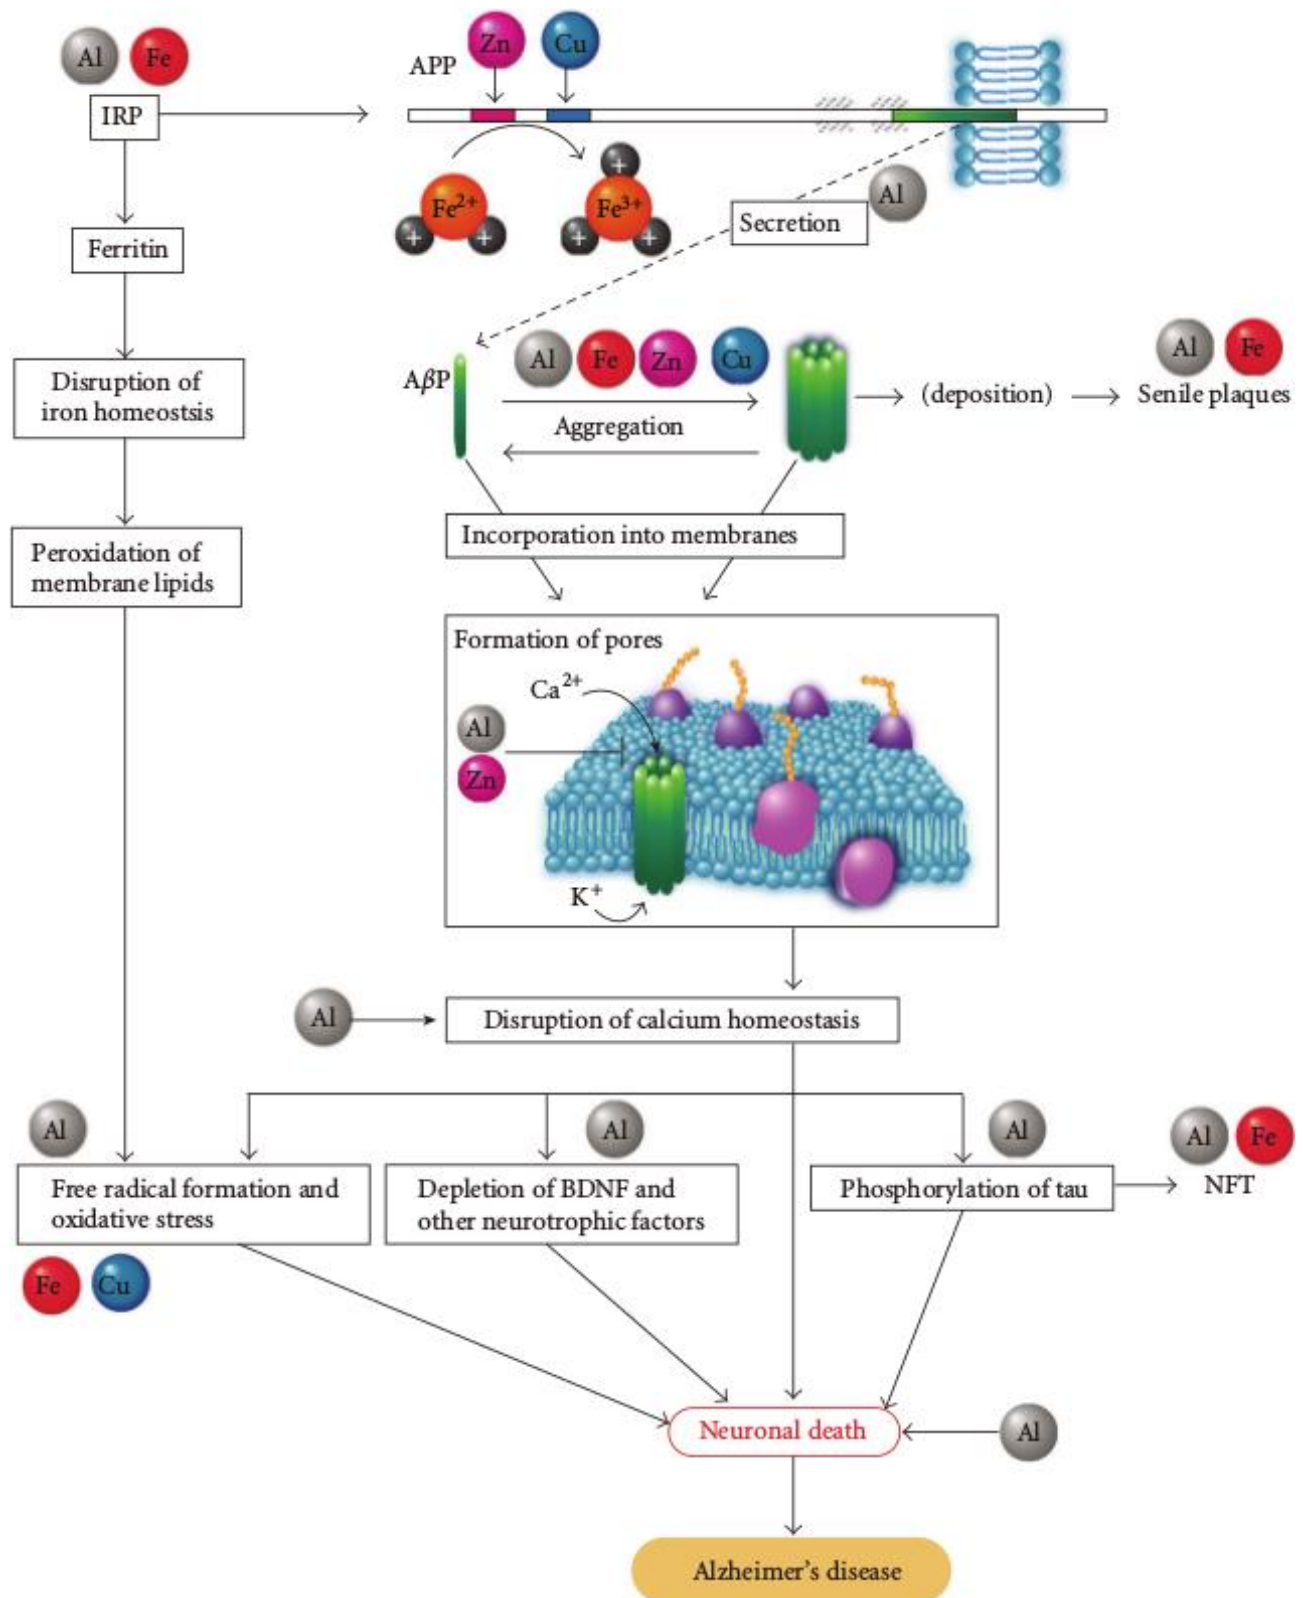 Al Fe
Zn Cu
APP
IRP
Fe2+ Fe3+
+ + + + +
Al
Secretion
Ferritin
Al Fe Zn Cu
Al Fe
AβP
Aggregation
(deposition)
Senile plaques
Disruption of
iron homeostsis
Incorporation into membranes
Peroxidation of
membrane lipids
Formation of pores
Ca2+
Al
Zn
K+
Al
Disruption of calcium homeostasis
Al
Al
Al
Al Fe
Free radical formation and
oxidative stress
Depletion of BDNF and
other neurotrophic factors
Phosphorylation of tau
NFT
Fe Cu
Neuronal death
Al
Alzheimer's disease